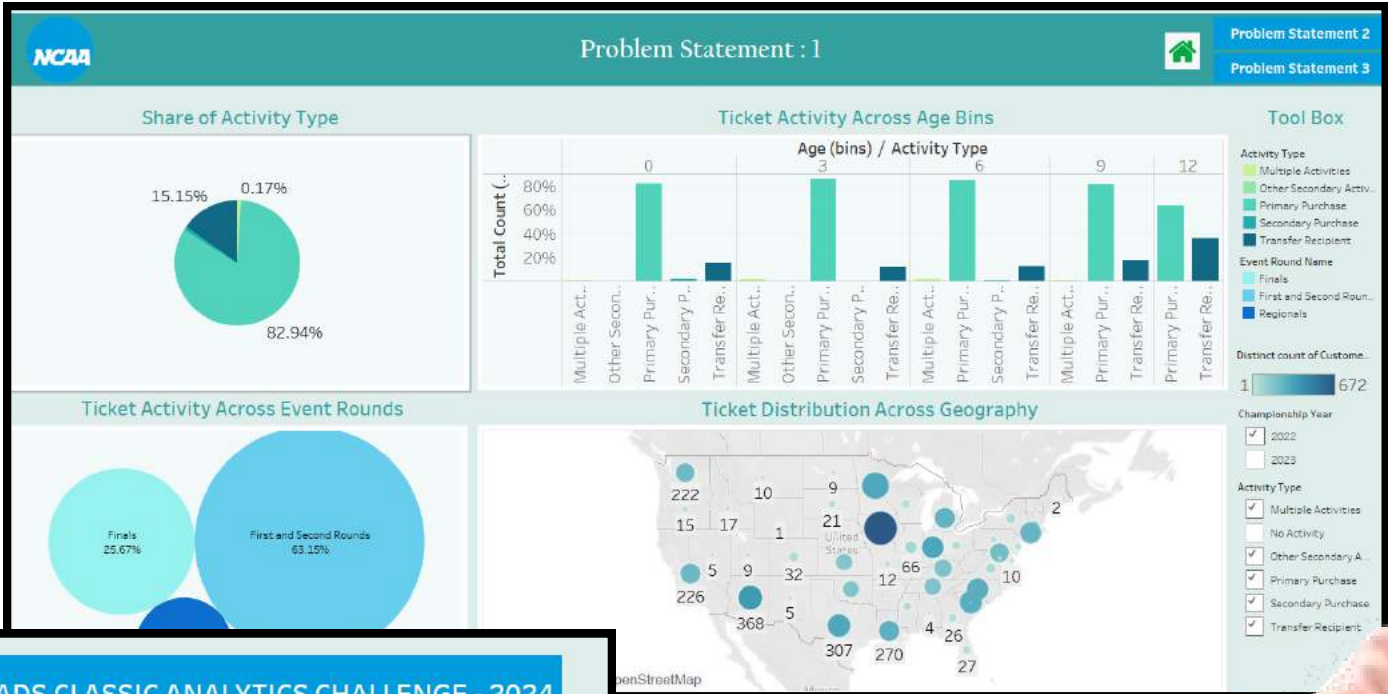 NCAA
Problem Statement : 1
Problem Statement 2
Problem Statement 3
Share of Activity Type
15.15%
0.17%
82.94%
Ticket Activity Across Age Bins
Age (bins) / Activity Type
0
3
6
9
12
Total Count (..
80%
60%
40%
20%
Multiple Act..
Other Secon..
Primary Pur..
Secondary P..
Transfer Re..
Multiple Act..
Other Secon..
Primary Pur..
Secondary P..
Transfer Re..
Multiple Act..
Primary Pur..
Secondary P..
Transfer Re..
Multiple Act..
Primary Pur..
Transfer Re..
Primary Pur..
Transfer Re..
Tool Box
Activity Type
Multiple Activities
Other Secondary Activ..
Primary Purchase
Secondary Purchase
Transfer Recipient
Event Round Name
Finals
First and Second Roun..
Regionals
Distinct count of Custome..
1
672
Championship Year
2022
2023
Activity Type
Multiple Activities
No Activity
Other Secondary A...
Primary Purchase
Secondary Purchase
Transfer Recipient
Ticket Activity Across Event Rounds
Finals
25.67%
First and Second Rounds
63.15%
Ticket Distribution Across Geography
222
10
9
2
15
17
1
21
United
States
5
9
32
12
66
10
226
368
5
307
270
4
26
27
penStreetMap
ADS CLASSIC ANALYTICS CHALLENGE - 2024